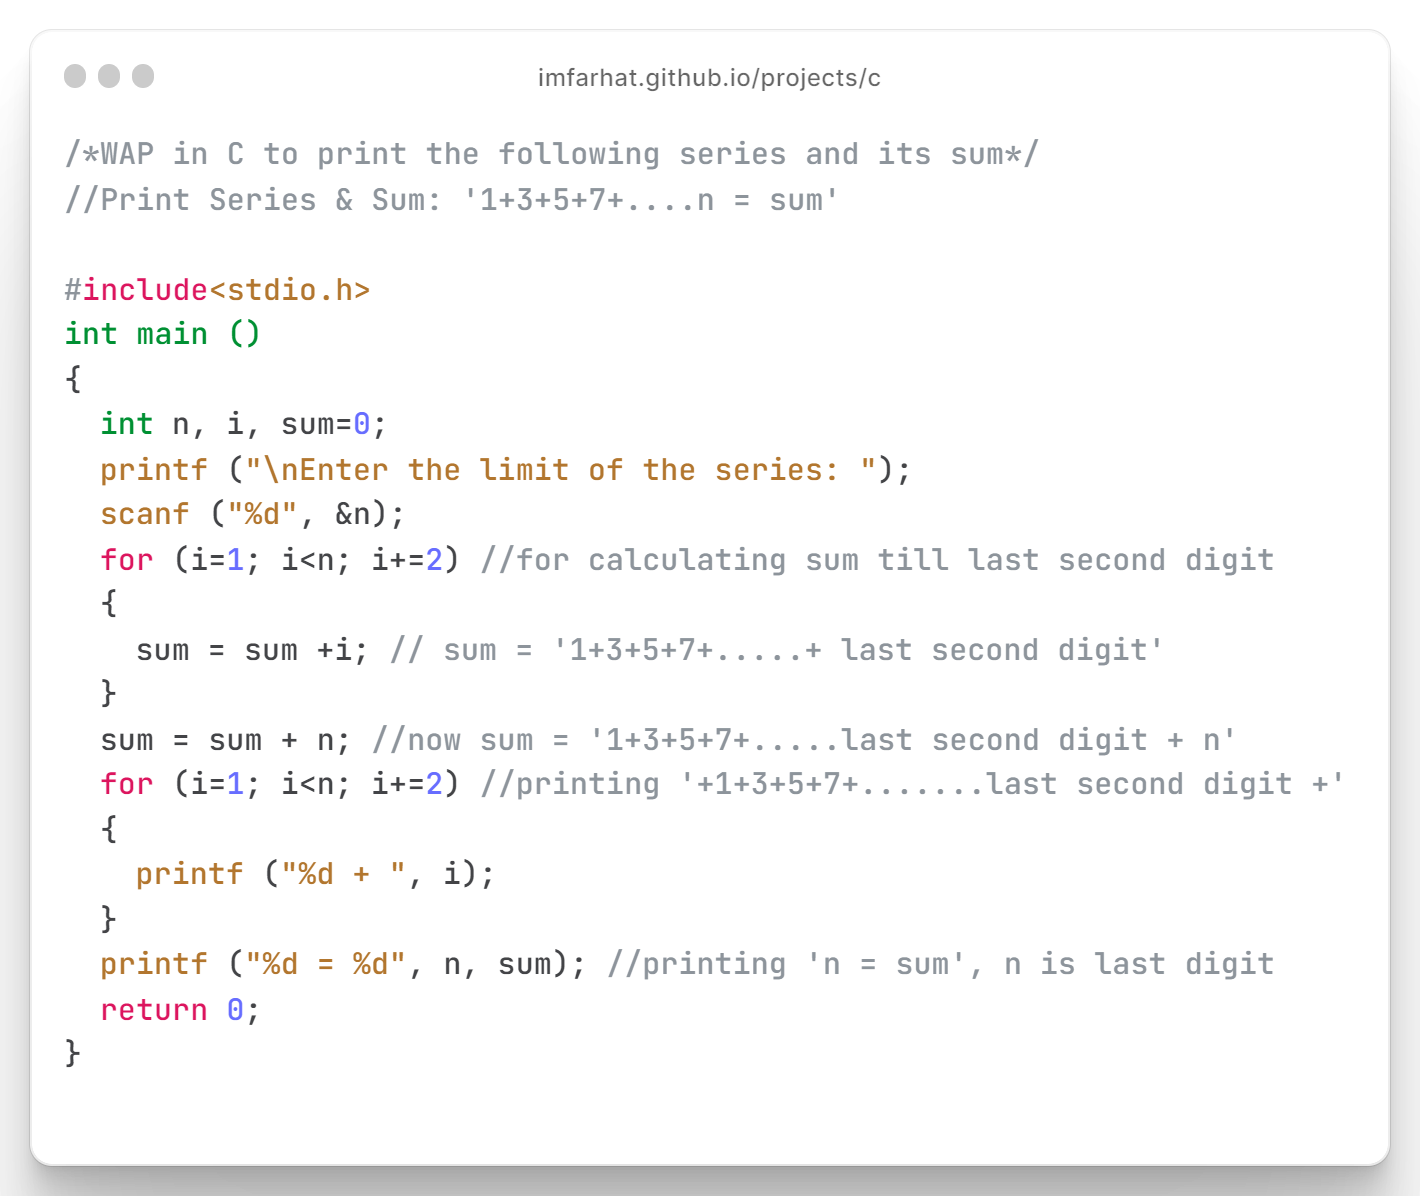 imfarhat.github.io/projects/c
/*WAP in C to print the following series and its sum*/
//Print Series & Sum: '1+3+5+7+....n = sum'
#include<stdio.h>
int main ()
{
  int n, i, sum=0;
  printf ("\nEnter the limit of the series: ");
  scanf ("%d", &n);
  for (i=1; i<n; i+=2) //for calculating sum till last second digit
  {
    sum = sum +i; // sum = '1+3+5+7+.....+ last second digit'
  }
  sum = sum + n; //now sum = '1+3+5+7+.....last second digit + n'
  for (i=1; i<n; i+=2) //printing '+1+3+5+7+.......last second digit +'
  {
    printf ("%d + ", i);
  }
  printf ("%d = %d", n, sum); //printing 'n = sum', n is last digit
  return 0;
}